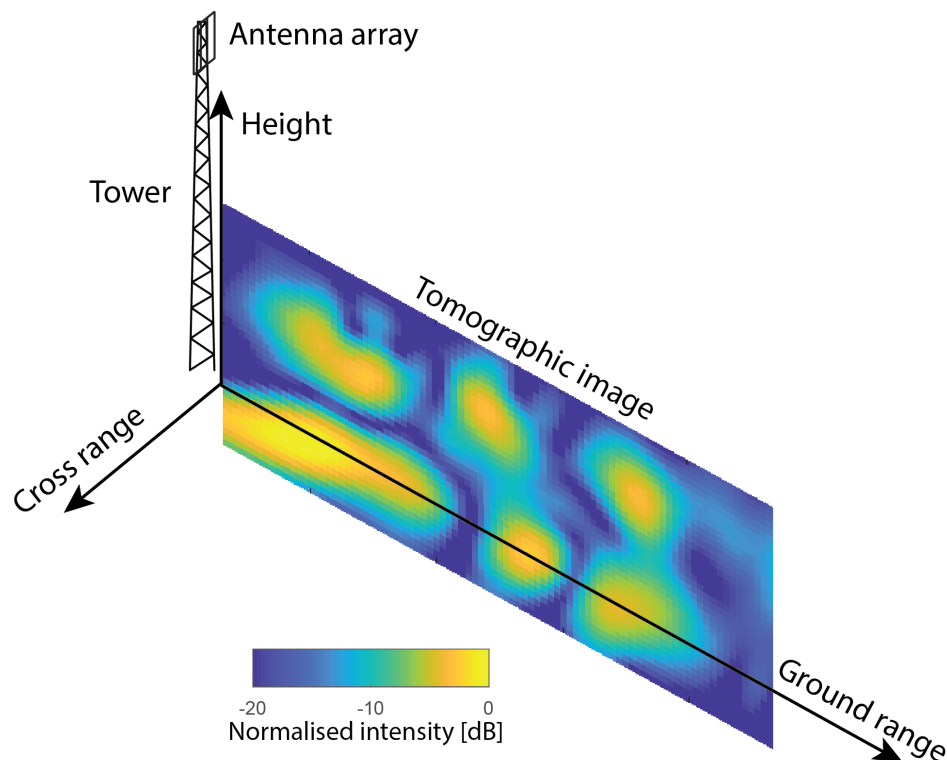 Antenna array
Height
Tower
Tomographic image
Cross range
Ground range
-20 -10 0
Normalised intensity [dB]